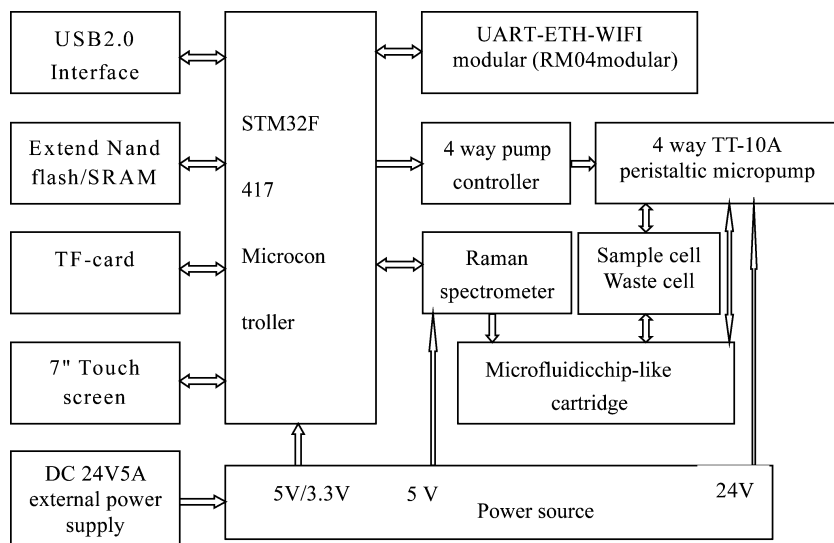 USB2.0
Interface
UART-ETH-WIFI
modular (RM04modular)
STM32F
417
Microcon
troller
Extend Nand
flash/SRAM
4 way pump
controller
4 way TT-10A
peristaltic micropump
TF-card
Raman
spectrometer
Sample cell
Waste cell
7" Touch
screen
Microfluidicchip-like
cartridge
DC 24V5A
external power
supply
5V/3.3V
5 V
24V
Power source